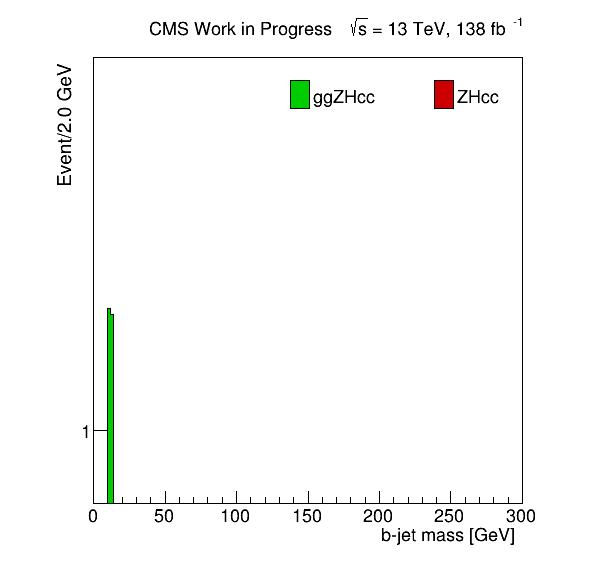 CMS Work in Progress √s = 13 TeV, 138 fb -1
Event/2.0 GeV
ggZHcc ZHcc
1
0 50 100 150 200 250 300
b-jet mass [GeV]